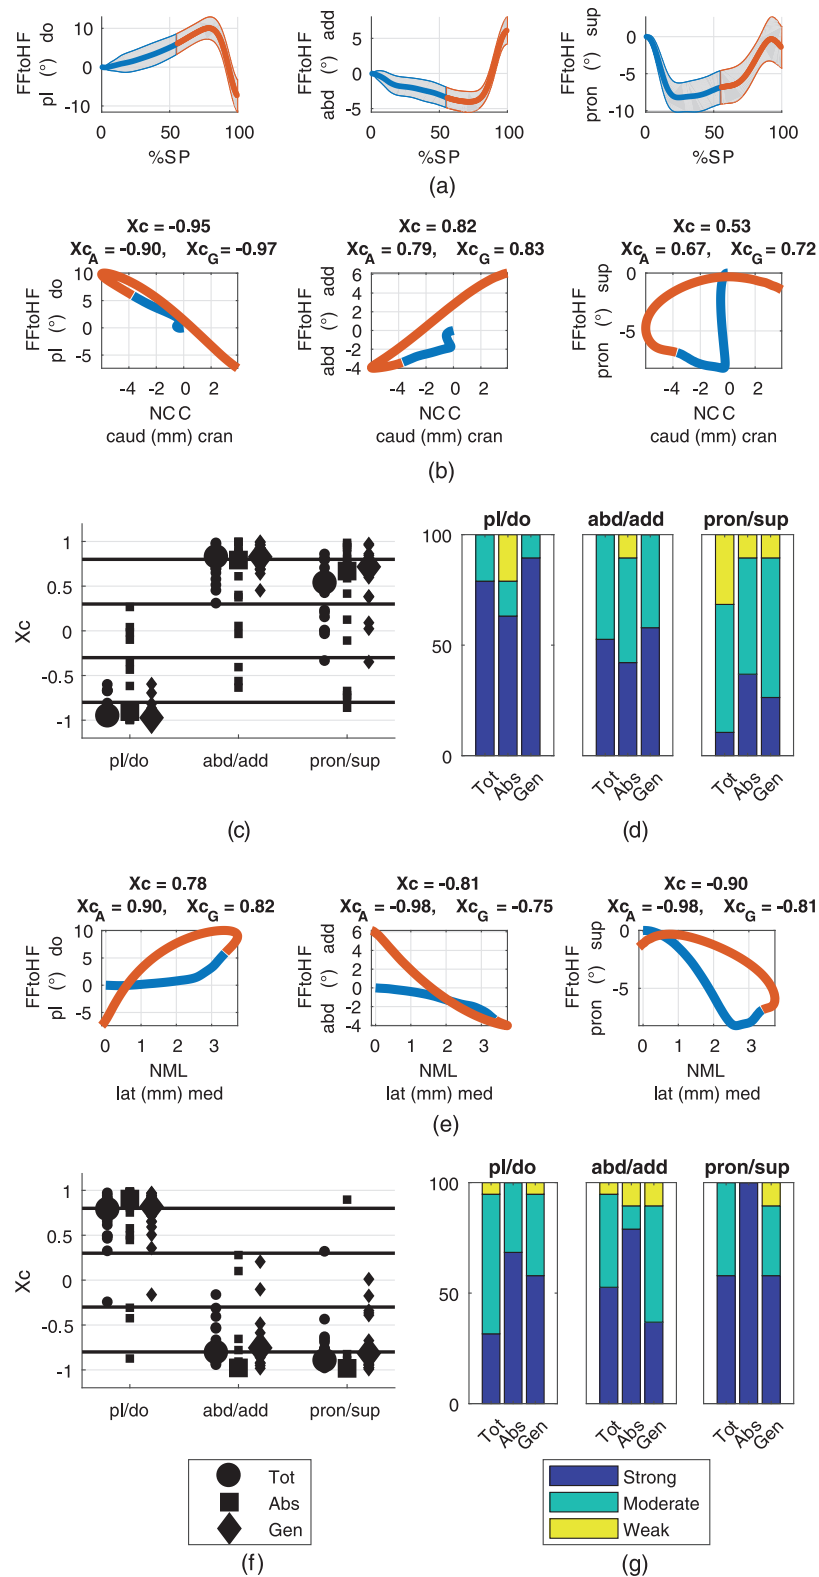 FFtoHF
pl (°) do
10
0
-10
0 50 100
%SP
FFtoHF
abd (°) add
5
0
-5
0 50 100
%SP
FFtoHF
pron (°) sup
0
-5
-10
0 50 100
%SP
(a)
Xc = -0.95
XcA = -0.90, XcG = -0.97
FFtoHF
pl (°) do
10
5
0
-5
-4 -2 0 2
NCC
caud (mm) cran
Xc = 0.82
XcA = 0.79, XcG = 0.83
FFtoHF
abd (°) add
6
4
2
0
-2
-4
-4 -2 0 2
NCC
caud (mm) cran
Xc = 0.53
XcA = 0.67, XcG = 0.72
FFtoHF
pron (°) sup
0
-5
-4 -2 0 2
NCC
caud (mm) cran
(b)
Xc
1
0.5
0
-0.5
-1
pl/do abd/add pron/sup
(c)
pl/do abd/add pron/sup
100
50
0
Tot Abs Gen Tot Abs Gen Tot Abs Gen
(d)
Xc = 0.78
XcA = 0.90, XcG = 0.82
FFtoHF
pl (°) do
10
5
0
-5
0 1 2 3
NML
lat (mm) med
Xc = -0.81
XcA = -0.98, XcG = -0.75
FFtoHF
abd (°) add
6
4
2
0
-2
-4
0 1 2 3
NML
lat (mm) med
Xc = -0.90
XcA = -0.98, XcG = -0.81
FFtoHF
pron (°) sup
0
-5
0 1 2 3
NML
lat (mm) med
(e)
Xc
1
0.5
0
-0.5
-1
pl/do abd/add pron/sup
pl/do abd/add pron/sup
100
50
0
Tot Abs Gen Tot Abs Gen Tot Abs Gen
Tot
Abs
Gen
(f)
Strong
Moderate
Weak
(g)